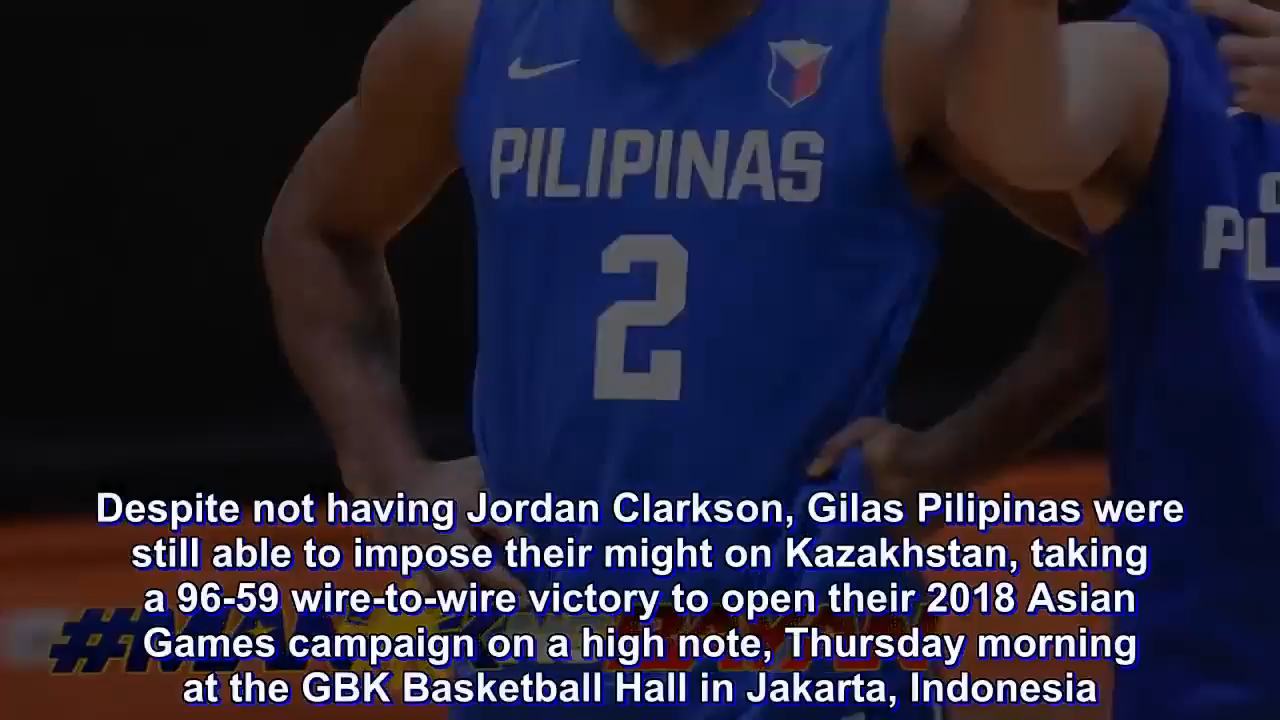 PILIPINAS
PL
2
Despite not having Jordan Clarkson, Gilas Pilipinas were
still able to impose their might on Kazakhstan, taking
a 96-59 wire-to-wire victory to open their 2018 Asian
Games campaign on a high note, Thursday morning
at the GBK Basketball Hall in Jakarta, Indonesia